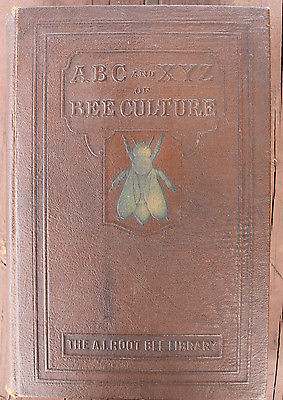 ABC AND XYZ
OF
BEE CULTURE
THE A.I. ROOT BEE LIBRARY